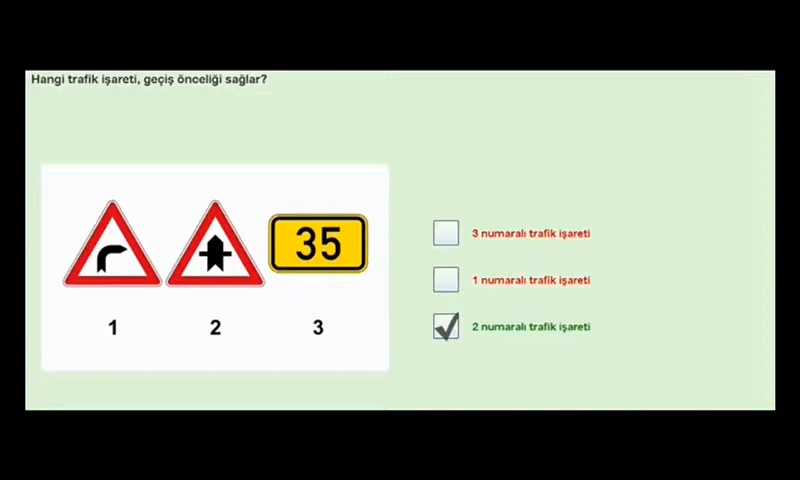 Hangi trafik işareti, geçiş önceliği sağlar?
35
1 2 3
3 numaralı trafik işareti
1 numaralı trafik işareti
2 numaralı trafik işareti